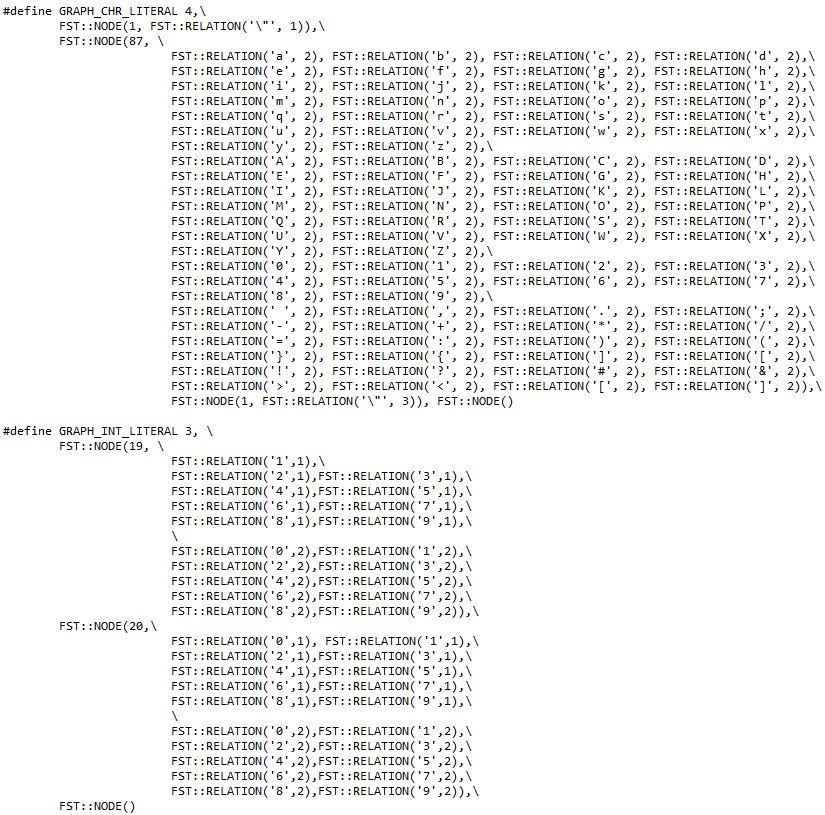 #define GRAPH_CHR_LITERAL 4,\
FST::NODE(1, FST::RELATION('\"', 1)),\
FST::NODE(87, \
FST::RELATION('a', 2), FST::RELATION('b', 2), FST::RELATION('c', 2), FST::RELATION('d', 2),\
FST::RELATION('e', 2), FST::RELATION('f', 2), FST::RELATION('g', 2), FST::RELATION('h', 2),\
FST::RELATION('i', 2), FST::RELATION('j', 2), FST::RELATION('k', 2), FST::RELATION('l', 2),\
FST::RELATION('m', 2), FST::RELATION('n', 2), FST::RELATION('o', 2), FST::RELATION('p', 2),\
FST::RELATION('q', 2), FST::RELATION('r', 2), FST::RELATION('s', 2), FST::RELATION('t', 2),\
FST::RELATION('u', 2), FST::RELATION('v', 2), FST::RELATION('w', 2), FST::RELATION('x', 2),\
FST::RELATION('y', 2), FST::RELATION('z', 2),\
FST::RELATION('A', 2), FST::RELATION('B', 2), FST::RELATION('C', 2), FST::RELATION('D', 2),\
FST::RELATION('E', 2), FST::RELATION('F', 2), FST::RELATION('G', 2), FST::RELATION('H', 2),\
FST::RELATION('I', 2), FST::RELATION('J', 2), FST::RELATION('K', 2), FST::RELATION('L', 2),\
FST::RELATION('M', 2), FST::RELATION('N', 2), FST::RELATION('O', 2), FST::RELATION('P', 2),\
FST::RELATION('Q', 2), FST::RELATION('R', 2), FST::RELATION('S', 2), FST::RELATION('T', 2),\
FST::RELATION('U', 2), FST::RELATION('V', 2), FST::RELATION('W', 2), FST::RELATION('X', 2),\
FST::RELATION('Y', 2), FST::RELATION('Z', 2),\
FST::RELATION('0', 2), FST::RELATION('1', 2), FST::RELATION('2', 2), FST::RELATION('3', 2),\
FST::RELATION('4', 2), FST::RELATION('5', 2), FST::RELATION('6', 2), FST::RELATION('7', 2),\
FST::RELATION('8', 2), FST::RELATION('9', 2),\
FST::RELATION(' ', 2), FST::RELATION(',', 2), FST::RELATION('.', 2), FST::RELATION(';', 2),\
FST::RELATION('-', 2), FST::RELATION('+', 2), FST::RELATION('*', 2), FST::RELATION('/', 2),\
FST::RELATION('=', 2), FST::RELATION(':', 2), FST::RELATION(')', 2), FST::RELATION('(', 2),\
FST::RELATION('}', 2), FST::RELATION('{', 2), FST::RELATION(']', 2), FST::RELATION('[', 2),\
FST::RELATION('!', 2), FST::RELATION('?', 2), FST::RELATION('#', 2), FST::RELATION('&', 2),\
FST::RELATION('>', 2), FST::RELATION('<', 2), FST::RELATION('[', 2), FST::RELATION(']', 2)),\
FST::NODE(1, FST::RELATION('\"', 3)), FST::NODE()
#define GRAPH_INT_LITERAL 3, \
FST::NODE(19, \
FST::RELATION('1',1),\
FST::RELATION('2',1),FST::RELATION('3',1),\
FST::RELATION('4',1),FST::RELATION('5',1),\
FST::RELATION('6',1),FST::RELATION('7',1),\
FST::RELATION('8',1),FST::RELATION('9',1),\
\
FST::RELATION('0',2),FST::RELATION('1',2),\
FST::RELATION('2',2),FST::RELATION('3',2),\
FST::RELATION('4',2),FST::RELATION('5',2),\
FST::RELATION('6',2),FST::RELATION('7',2),\
FST::RELATION('8',2),FST::RELATION('9',2)),\
FST::NODE(20,\
FST::RELATION('0',1), FST::RELATION('1',1),\
FST::RELATION('2',1),FST::RELATION('3',1),\
FST::RELATION('4',1),FST::RELATION('5',1),\
FST::RELATION('6',1),FST::RELATION('7',1),\
FST::RELATION('8',1),FST::RELATION('9',1),\
\
FST::RELATION('0',2),FST::RELATION('1',2),\
FST::RELATION('2',2),FST::RELATION('3',2),\
FST::RELATION('4',2),FST::RELATION('5',2),\
FST::RELATION('6',2),FST::RELATION('7',2),\
FST::RELATION('8',2),FST::RELATION('9',2)),\
FST::NODE()